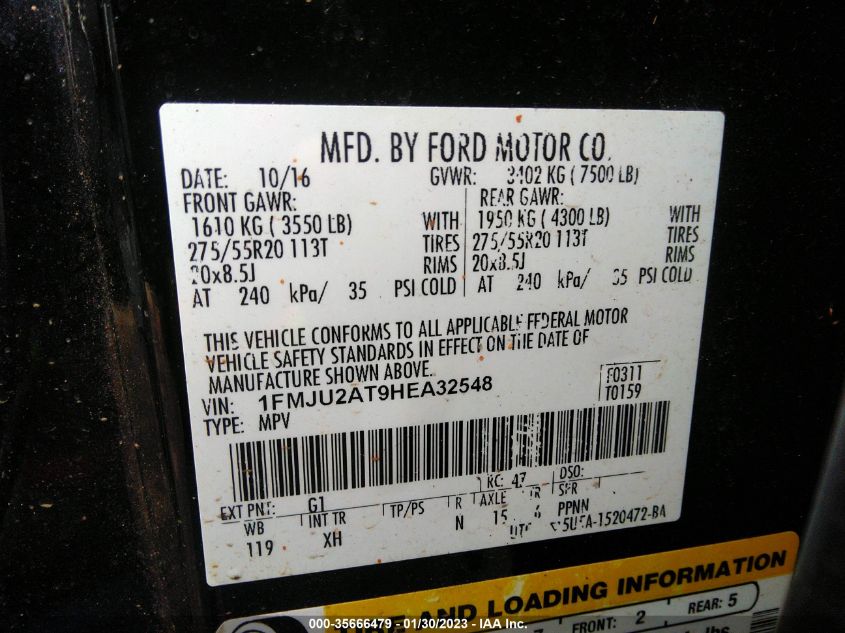 MFD. BY FORD MOTOR CO.
DATE: 10/16 GVWR: 3402 KG ( 7500 LB)
FRONT GAWR: REAR GAWR:
1610 KG ( 3550 LB) WITH 1950 KG ( 4300 LB) WITH
275/55R20 113T TIRES 275/55R20 113T TIRES
20x8.5J RIMS 20x8.5J RIMS
AT 240 kPa/ 35 PSI COLD AT 240 kPa/ 35 PSI COLD
THIS VEHICLE CONFORMS TO ALL APPLICABLE FEDERAL MOTOR
VEHICLE SAFETY STANDARDS IN EFFECT ON THE DATE OF
MANUFACTURE SHOWN ABOVE.
VIN: 1FMJU2AT9HEA32548 F0311
TYPE: MPV T0159
EXT PNT: G1 RC: 47 DSO:
WB INT TR TP/PS R AXLE TR SPR
119 XH N 15 6 PPNN
-1520472-BA
TIRE AND LOADING INFORMATION
FRONT: 2 REAR: 5
lbs
000-35666479 - 01/30/2023 - IAA Inc.